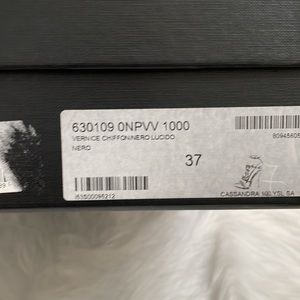 630109 0NPVV 1000
VERNICE CHIFFON/NERO LUCIDO
NERO
37
CASSANDRA 100 YSL SA